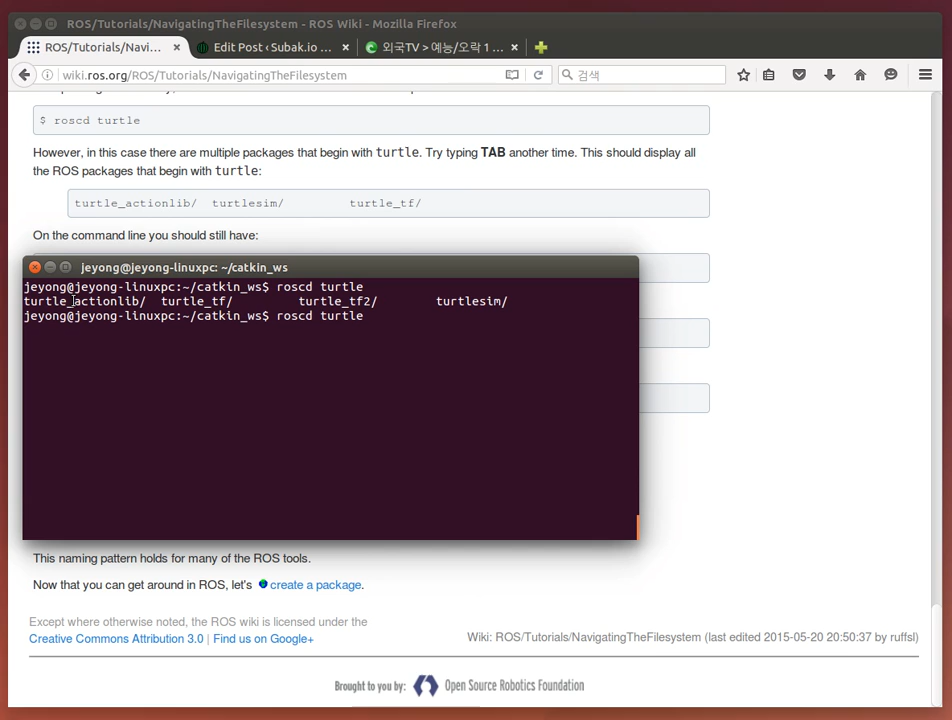 ROS/Tutorials/NavigatingTheFilesystem - ROS Wiki - Mozilla Firefox
ROS/Tutorials/Navi... × Edit Post ‹ Subak.io ... × 외국TV > 예능/오락 1 ... ×
wiki.ros.org/ROS/Tutorials/NavigatingTheFilesystem 검색
$ roscd turtle
However, in this case there are multiple packages that begin with turtle. Try typing TAB another time. This should display all
the ROS packages that begin with turtle:
turtle_actionlib/ turtlesim/ turtle_tf/
On the command line you should still have:
jeyong@jeyong-linuxpc: ~/catkin_ws
jeyong@jeyong-linuxpc:~/catkin_ws$ roscd turtle
turtle_actionlib/ turtle_tf/ turtle_tf2/ turtlesim/
jeyong@jeyong-linuxpc:~/catkin_ws$ roscd turtle
This naming pattern holds for many of the ROS tools.
Now that you can get around in ROS, let's create a package.
Except where otherwise noted, the ROS wiki is licensed under the
Creative Commons Attribution 3.0 | Find us on Google+
Wiki: ROS/Tutorials/NavigatingTheFilesystem (last edited 2015-05-20 20:50:37 by ruffsl)
Brought to you by: Open Source Robotics Foundation